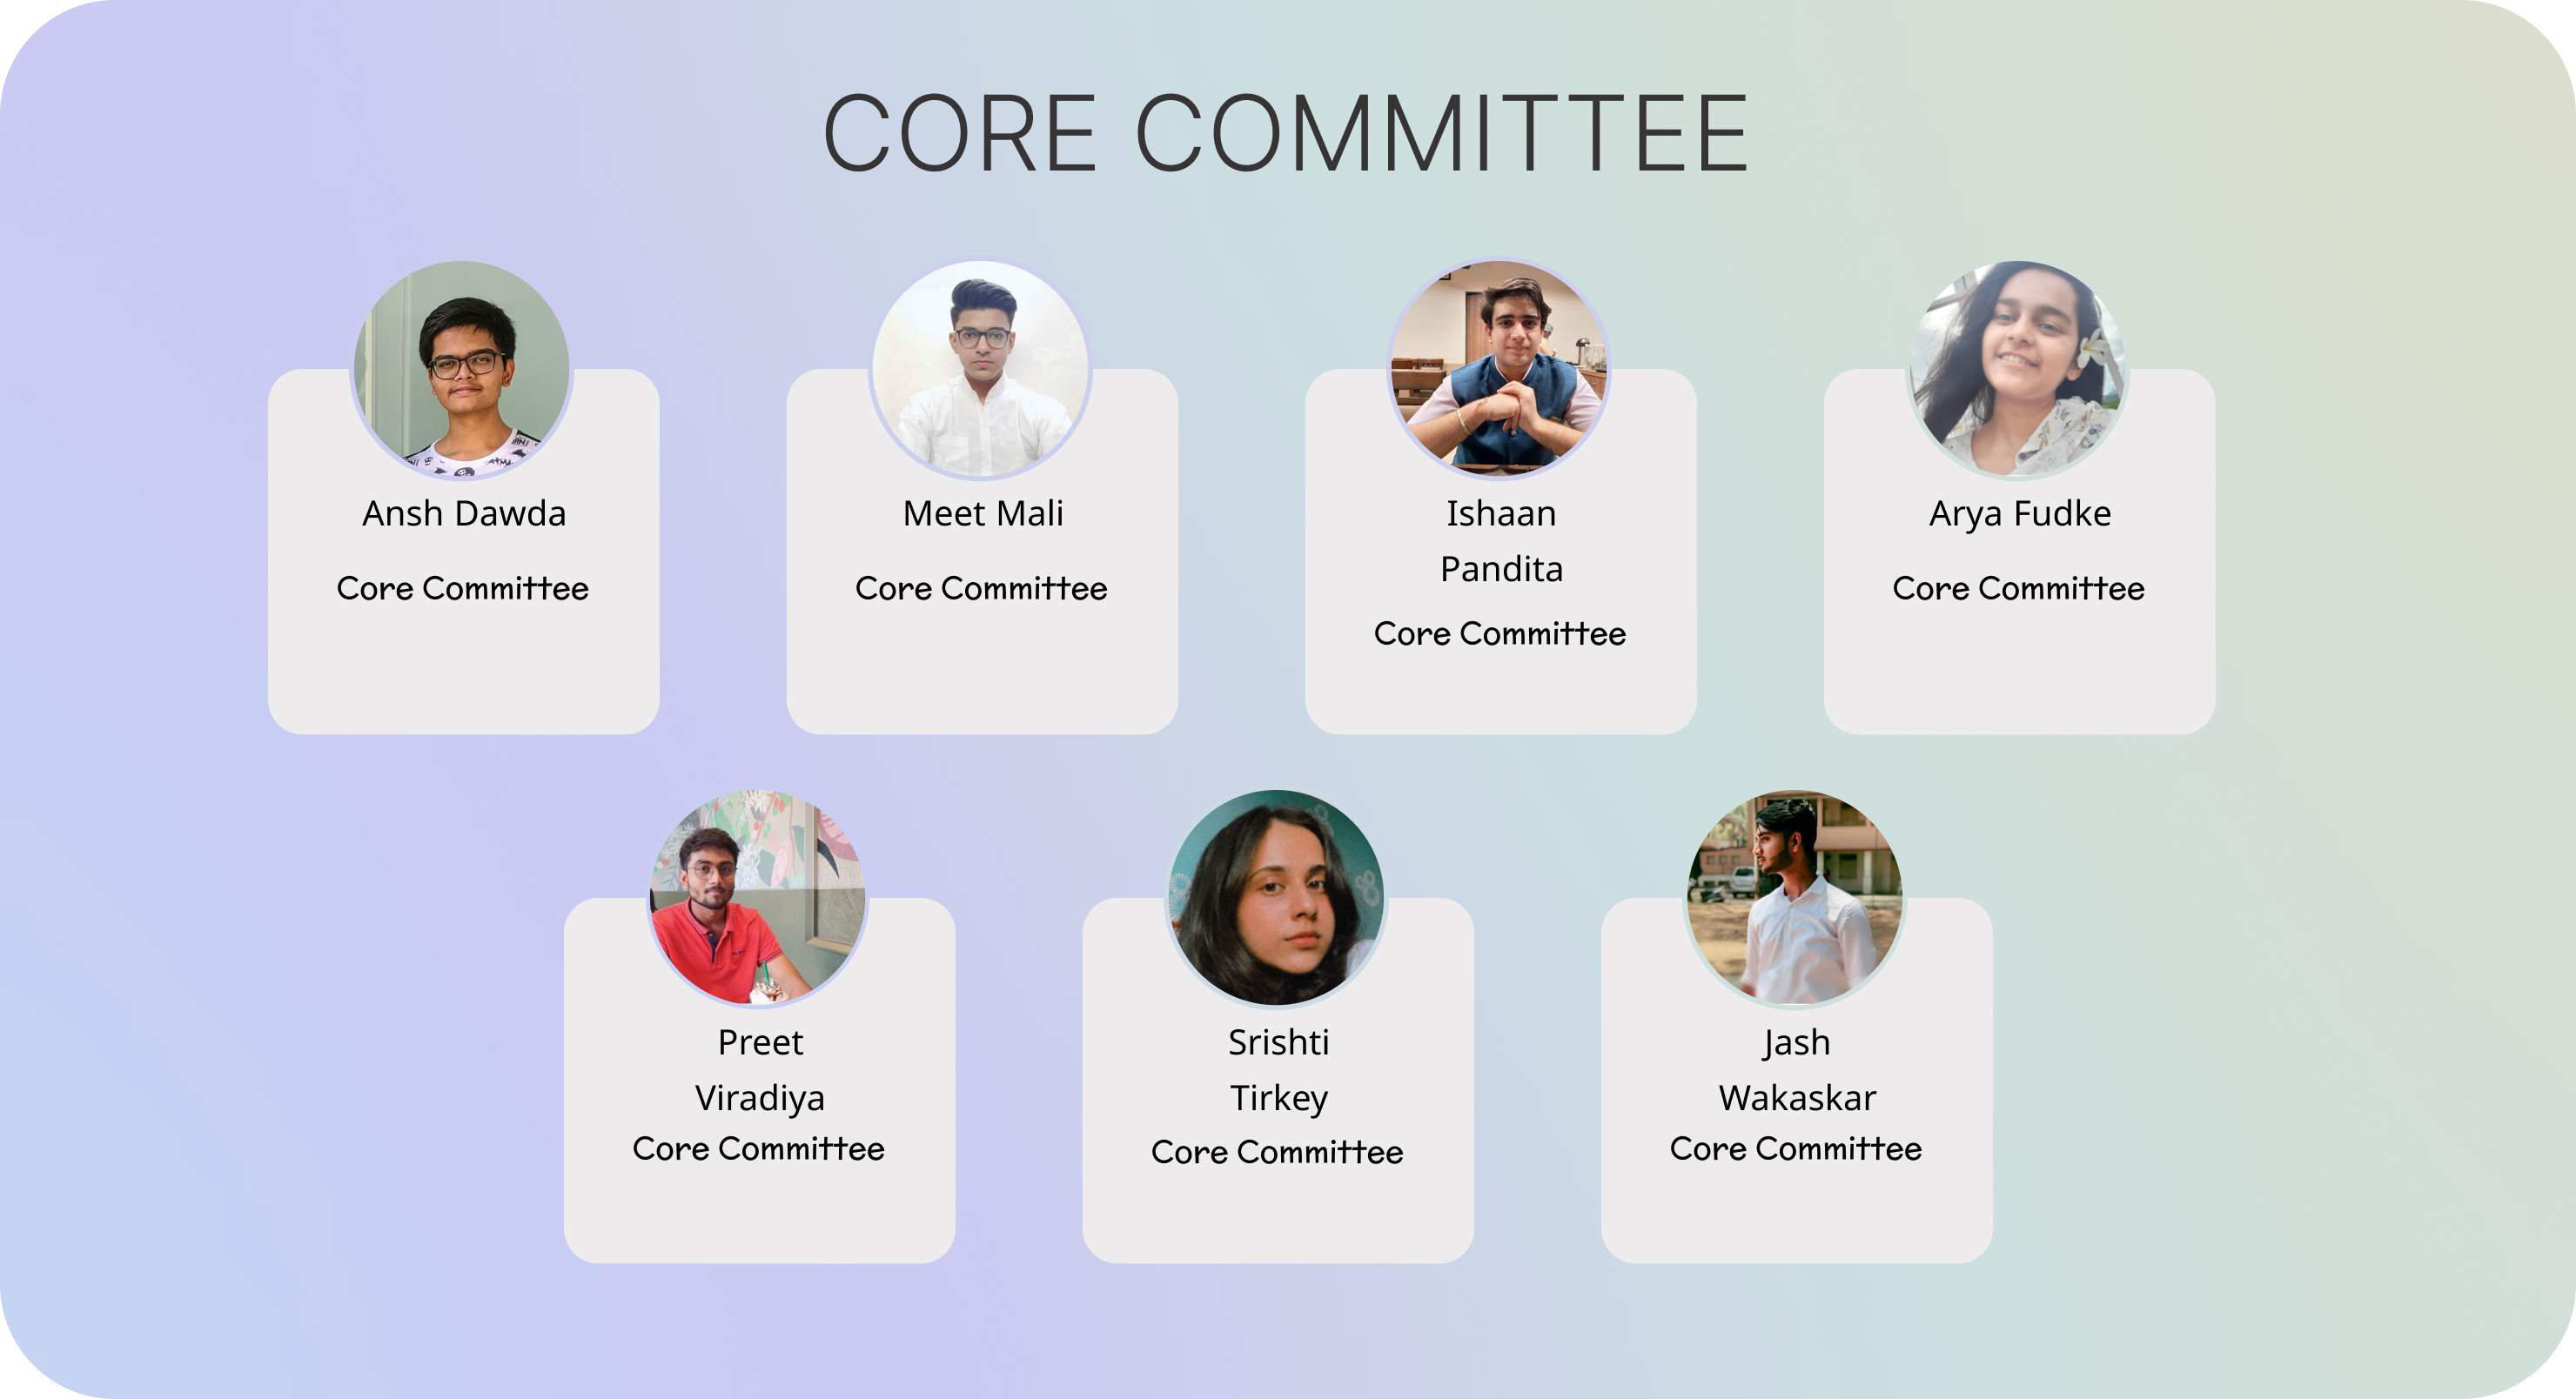 CORE COMMITTEE
Ansh Dawda
Core Committee
Meet Mali
Core Committee
Ishaan
Pandita
Core Committee
Arya Fudke
Core Committee
Preet
Viradiya
Core Committee
Srishti
Tirkey
Core Committee
Jash
Wakaskar
Core Committee